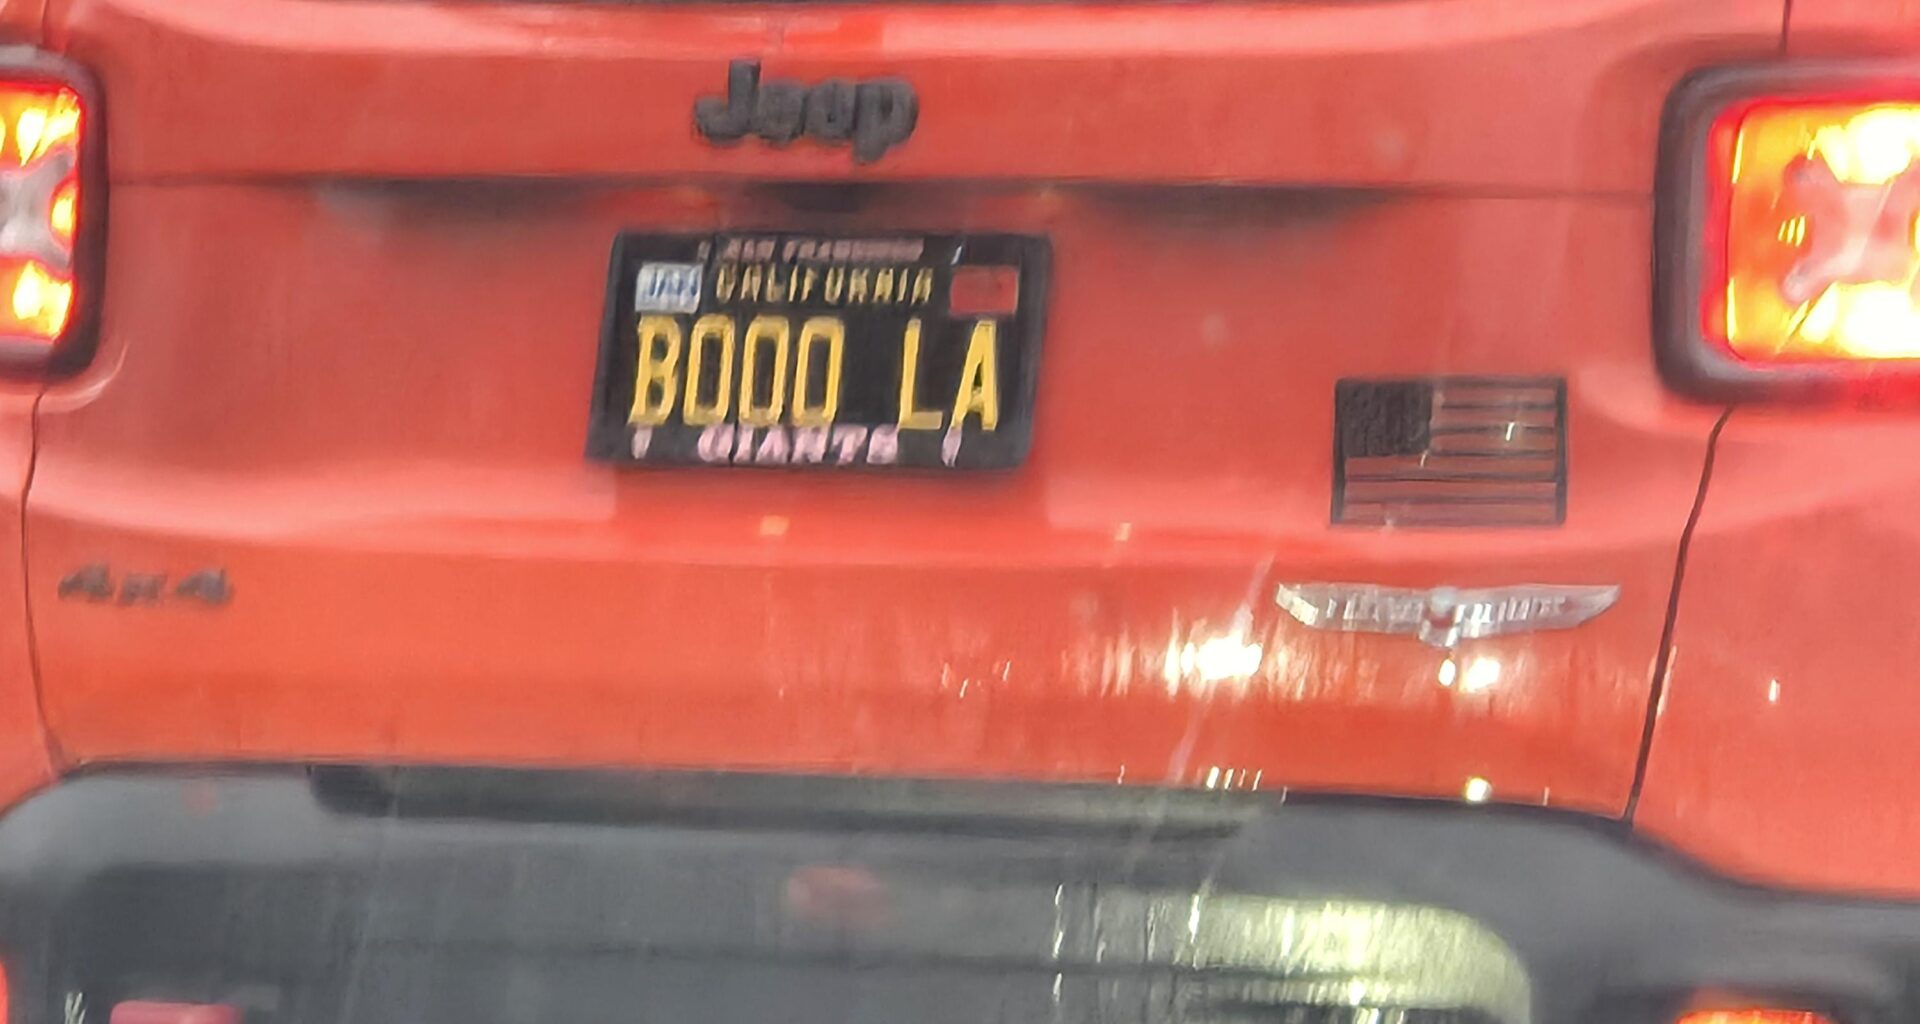 Jeep
SAN FRANCISCO
CALIFORNIA
BOOO LA
GIANTS
4x4